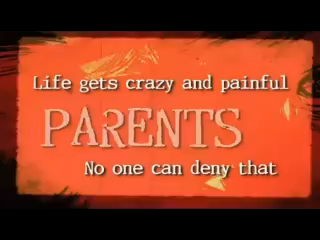 Life gets crazy and painful
PARENTS
No one can deny that